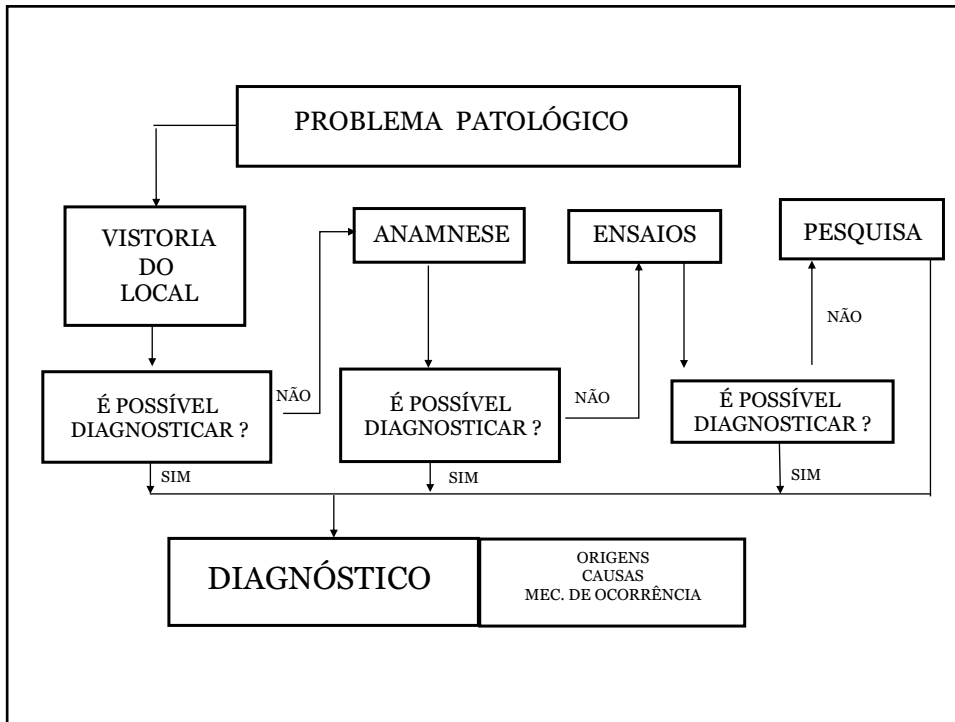 PROBLEMA PATOLÓGICO
VISTORIA
DO
LOCAL
ANAMNESE
ENSAIOS
PESQUISA
NÃO
É POSSÍVEL
DIAGNOSTICAR ?
NÃO
É POSSÍVEL
DIAGNOSTICAR ?
NÃO
É POSSÍVEL
DIAGNOSTICAR ?
SIM
SIM
SIM
DIAGNÓSTICO
ORIGENS
CAUSAS
MEC. DE OCORRÊNCIA